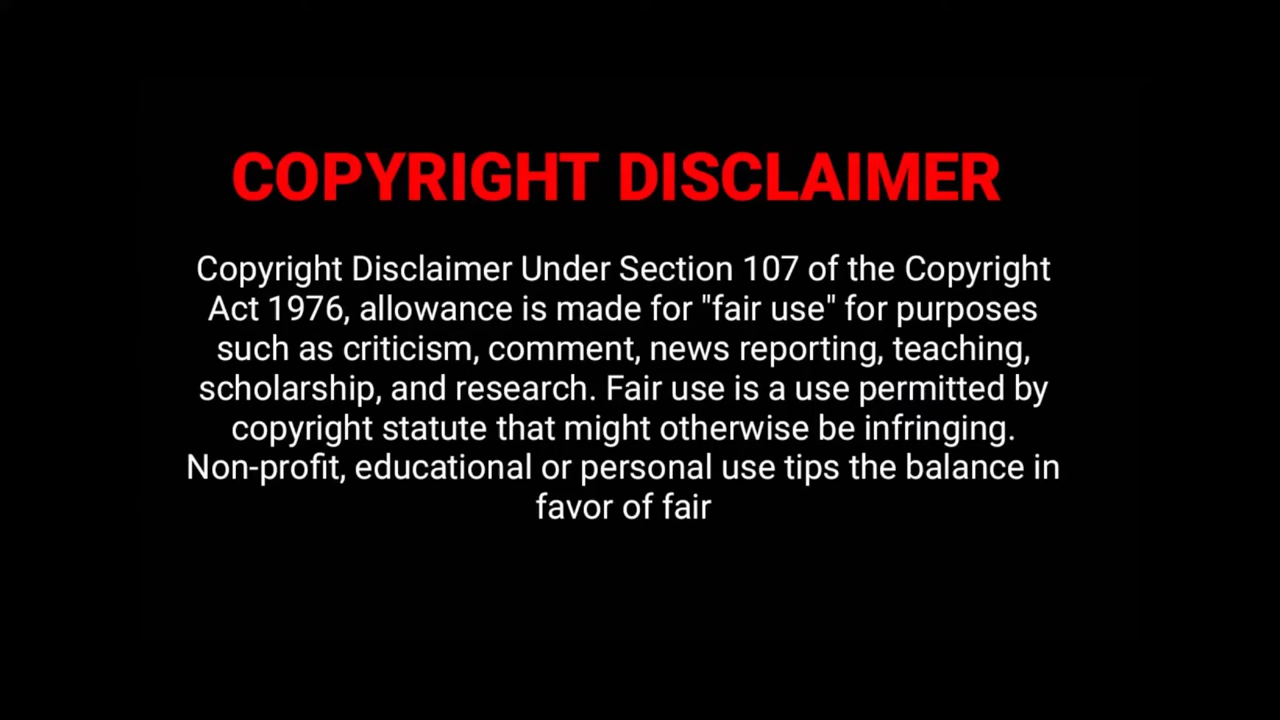 COPYRIGHT DISCLAIMER
Copyright Disclaimer Under Section 107 of the Copyright
Act 1976, allowance is made for "fair use" for purposes
such as criticism, comment, news reporting, teaching,
scholarship, and research. Fair use is a use permitted by
copyright statute that might otherwise be infringing.
Non-profit, educational or personal use tips the balance in
favor of fair